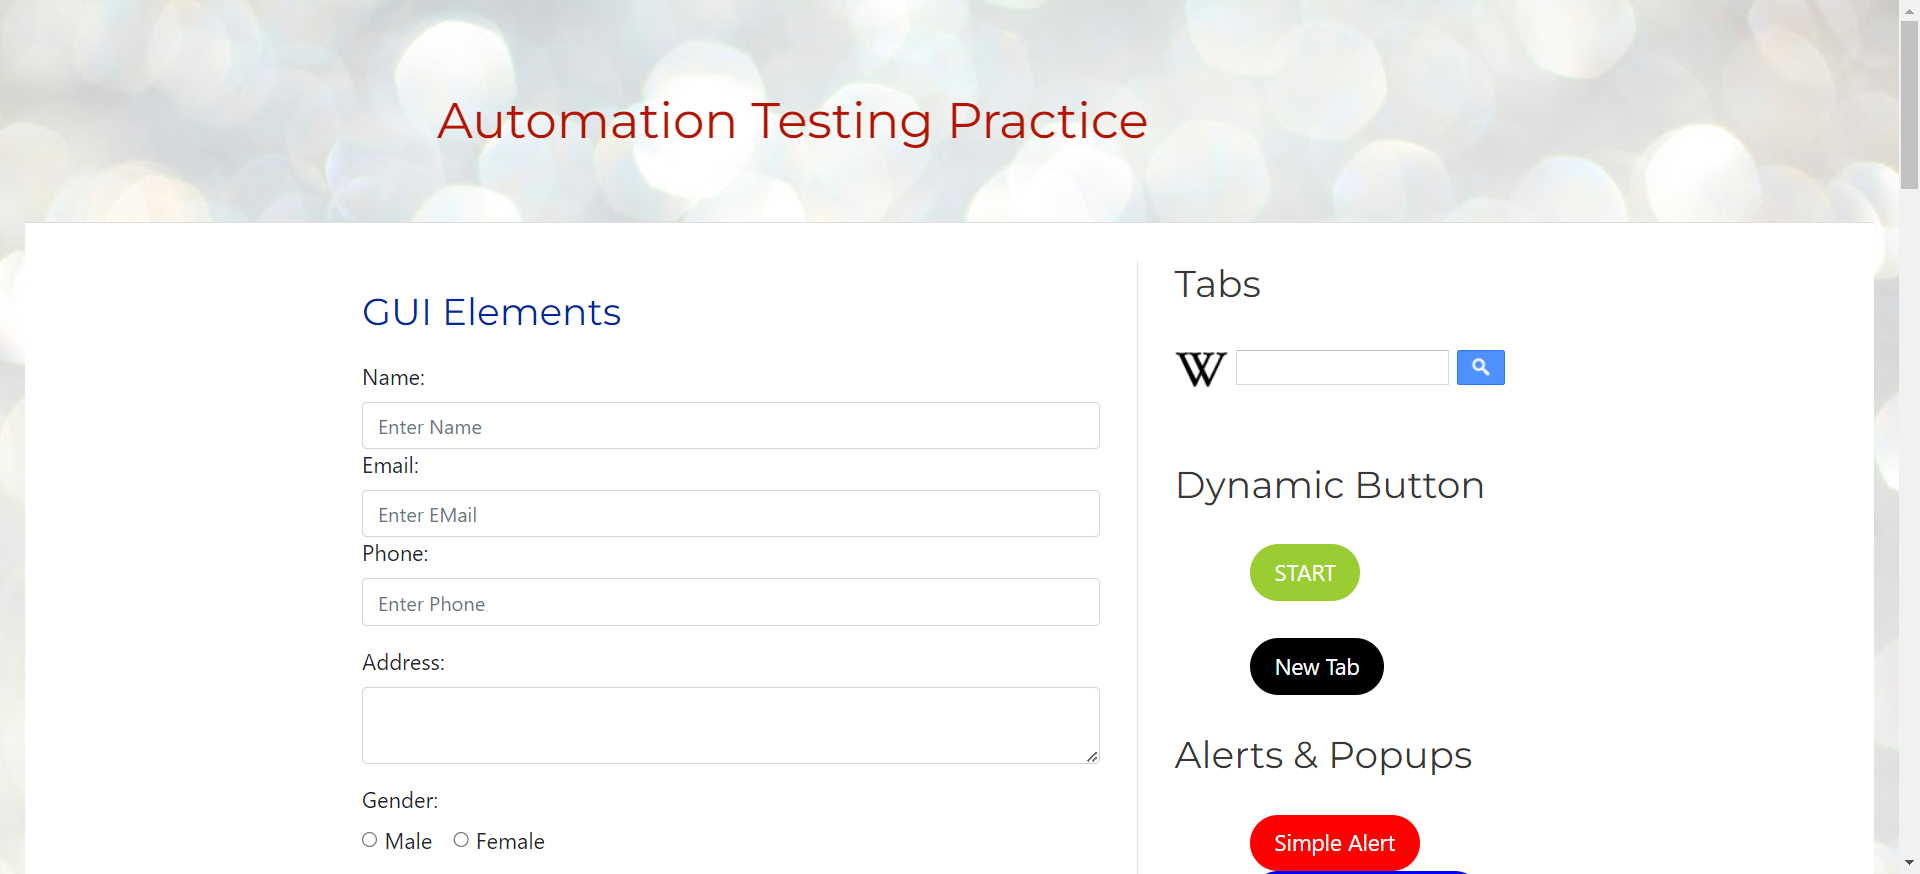 Automation Testing Practice
GUI Elements
Name:
Enter Name
Email:
Enter EMail
Phone:
Enter Phone
Address:
Gender:
Male Female
Tabs
W
Dynamic Button
START
New Tab
Alerts & Popups
Simple Alert